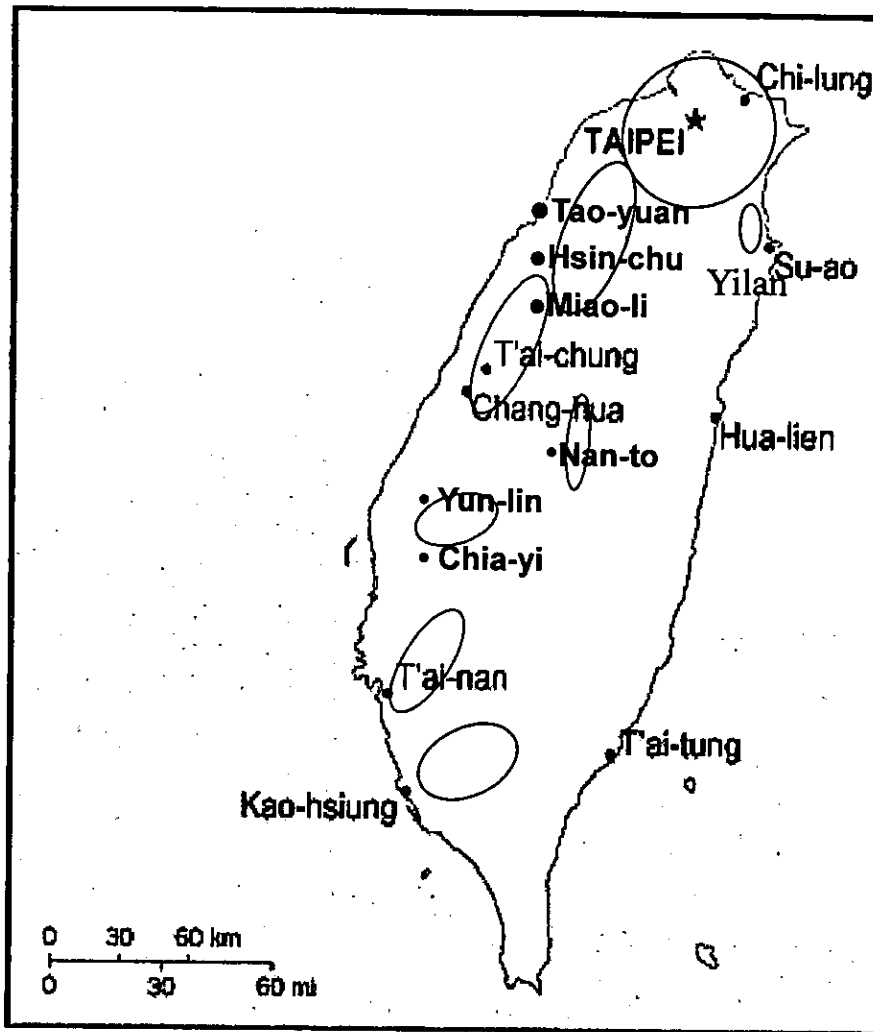 Chi-lung
TAIPEI
Tao-yuan
Hsin-chu
Su-ao
Yilan
Miao-li
T'ai-chung
Chang-hua
Hua-lien
Nan-to
Yun-lin
Chia-yi
T'ai-nan
T'ai-tung
Kao-hsiung
0 30 60 km
0 30 60 mi